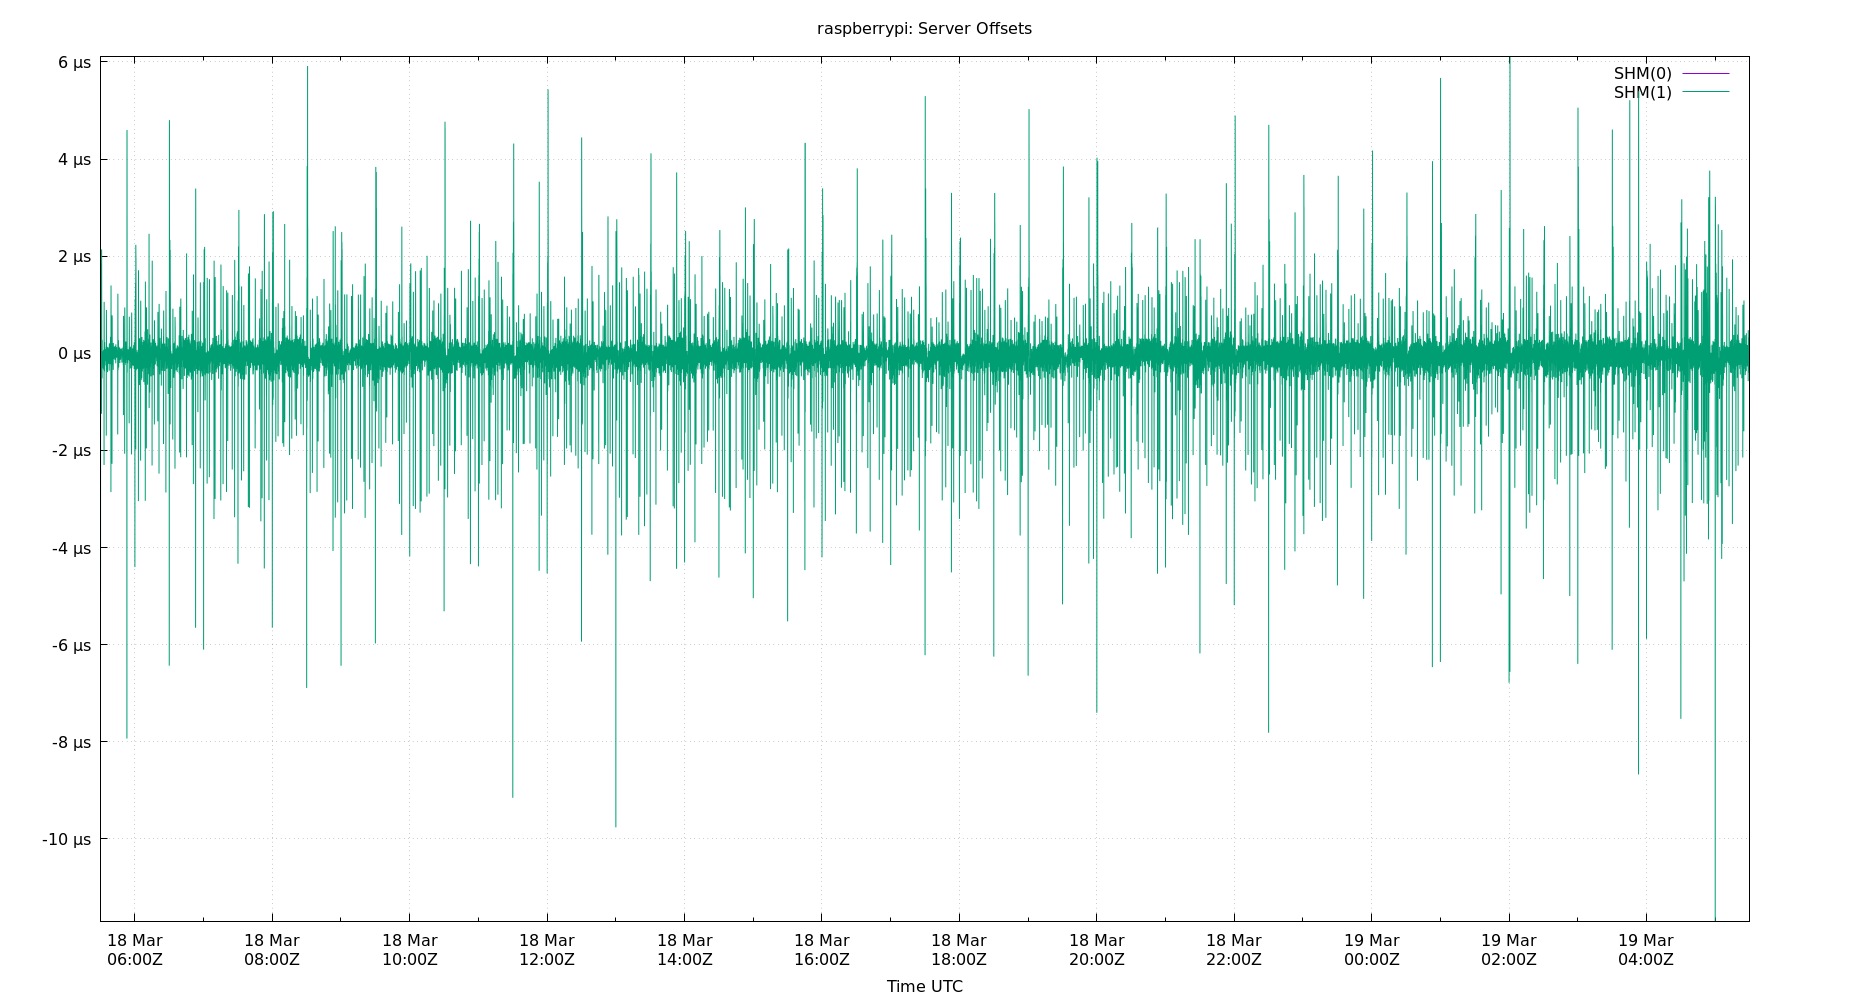 raspberrypi: Server Offsets
SHM(0)
SHM(1)
6 µs
4 µs
2 µs
0 µs
-2 µs
-4 µs
-6 µs
-8 µs
-10 µs
18 Mar 18 Mar 18 Mar 18 Mar 18 Mar 18 Mar 18 Mar 18 Mar 18 Mar 19 Mar 19 Mar 19 Mar
06:00Z 08:00Z 10:00Z 12:00Z 14:00Z 16:00Z 18:00Z 20:00Z 22:00Z 00:00Z 02:00Z 04:00Z
Time UTC